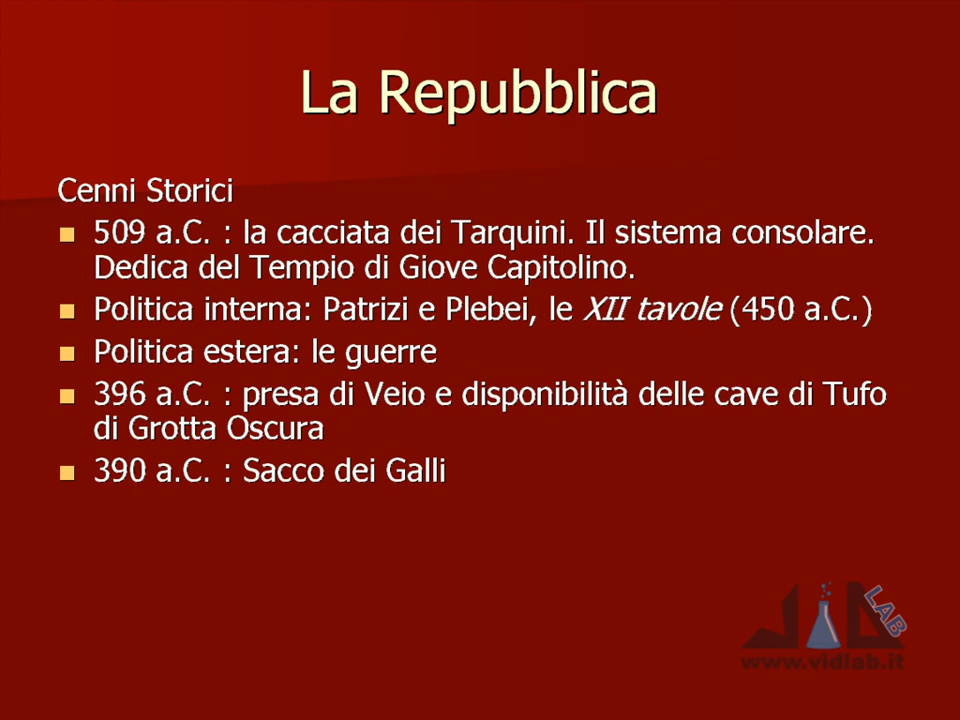 La Repubblica
Cenni Storici
509 a.C. : la cacciata dei Tarquini. Il sistema consolare.
Dedica del Tempio di Giove Capitolino.
Politica interna: Patrizi e Plebei, le XII tavole (450 a.C.)
Politica estera: le guerre
396 a.C. : presa di Veio e disponibilità delle cave di Tufo
di Grotta Oscura
390 a.C. : Sacco dei Galli
LAB
www.vidlab.it